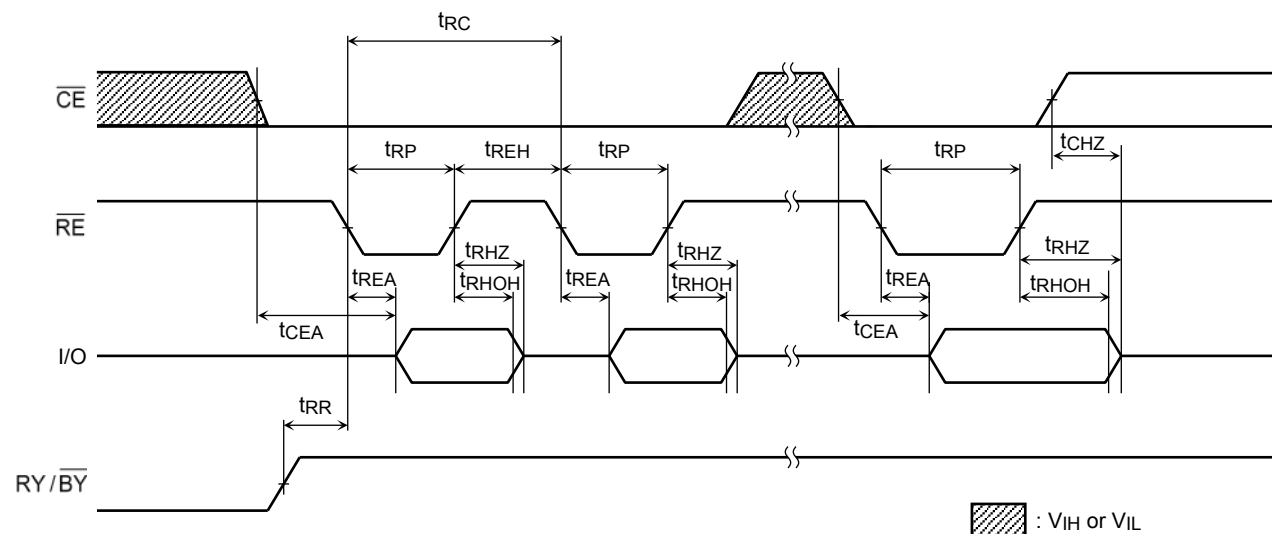 tRC
CE
tRP
tREH
tRP
tRP
tCHZ
RE
tRHZ
tRHZ
tRHZ
tREA
tRHOH
tREA
tRHOH
tREA
tRHOH
tCEA
tCEA
I/O
tRR
RY/BY
: VIH or VIL